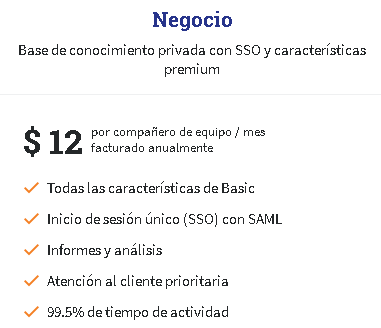 Negocio
Base de conocimiento privada con SSO y características
premium
$ 12 por compañero de equipo / mes
facturado anualmente
Todas las características de Basic
Inicio de sesión único (SSO) con SAML
Informes y análisis
Atención al cliente prioritaria
99.5% de tiempo de actividad